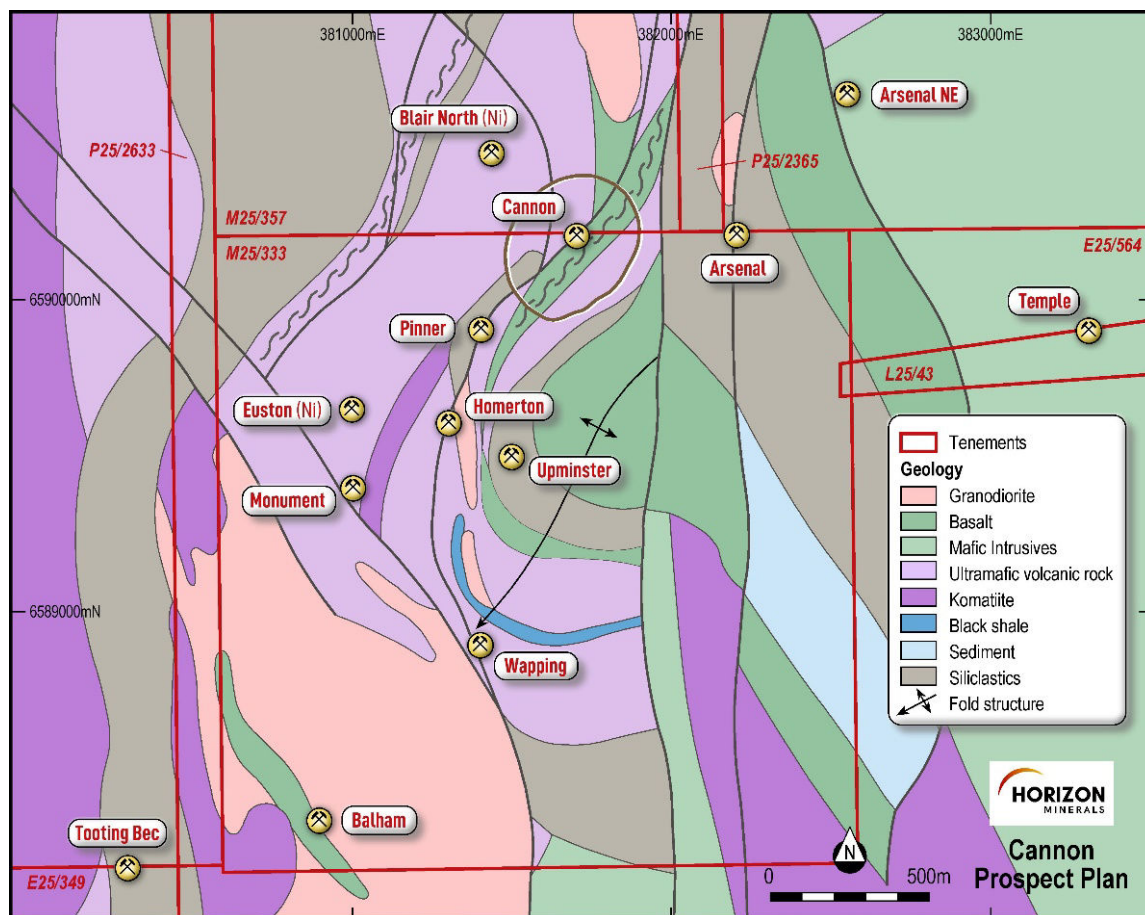 381000mE
382000mE
383000mE
Arsenal NE
Blair North (Ni)
P25/2633
P25/2365
Cannon
M25/357
M25/333
E25/564
Arsenal
6590000mN
Temple
Pinner
L25/43
Euston (Ni)
Homerton
Upminster
Monument
Tenements
Geology
Granodiorite
Basalt
Mafic Intrusives
Ultramafic volcanic rock
Komatiite
Black shale
Sediment
Siliclastics
Fold structure
6589000mN
Wapping
HORIZON
MINERALS
Balham
Tooting Bec
N
Cannon
Prospect Plan
E25/349
0 500m